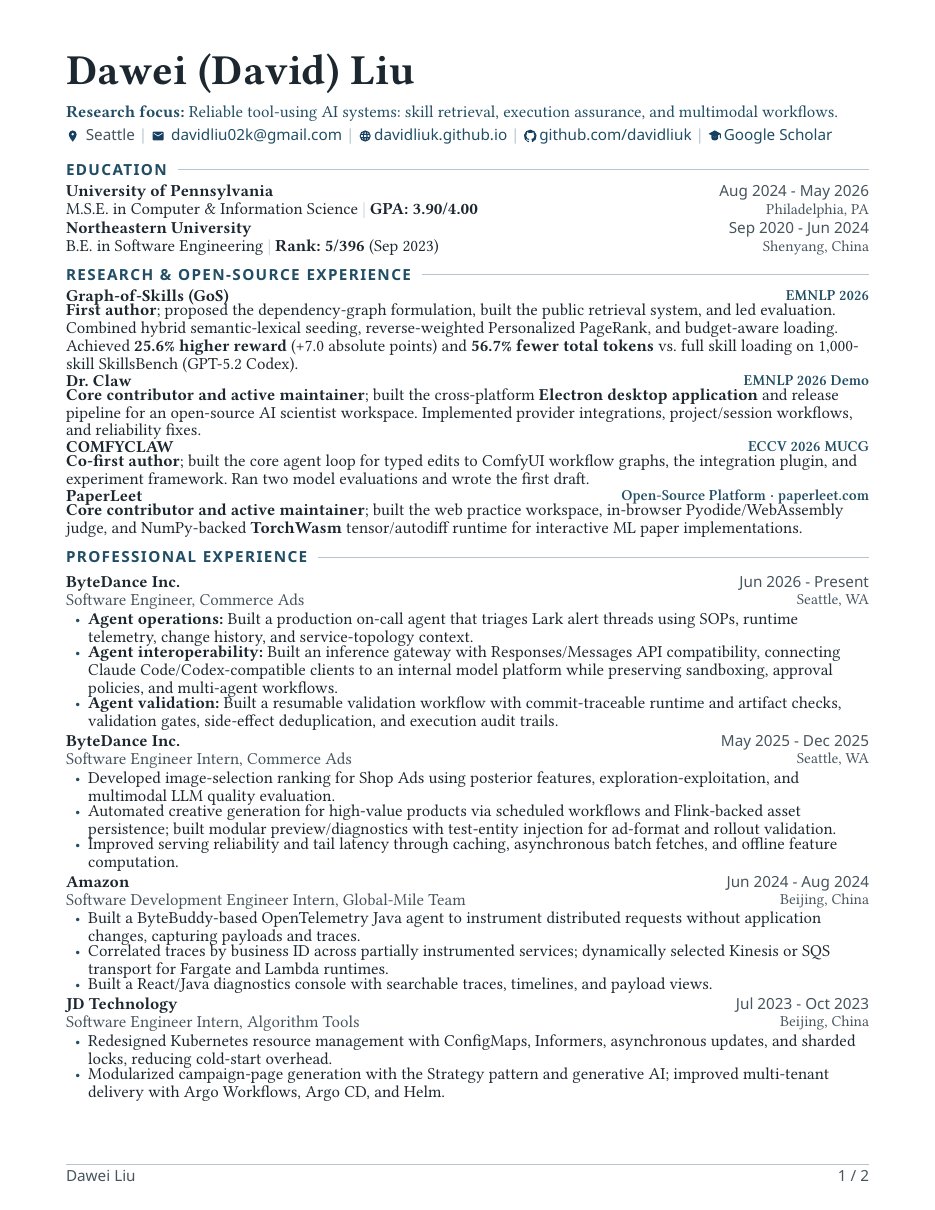 Dawei (David) Liu
Research focus: Reliable tool-using AI systems: skill retrieval, execution assurance, and multimodal workflows.
Seattle | davidliu02k@gmail.com | davidliuk.github.io | github.com/davidliuk | Google Scholar
EDUCATION
University of Pennsylvania Aug 2024 - May 2026
M.S.E. in Computer & Information Science | GPA: 3.90/4.00 Philadelphia, PA
Northeastern University Sep 2020 - Jun 2024
B.E. in Software Engineering | Rank: 5/396 (Sep 2023) Shenyang, China
RESEARCH & OPEN-SOURCE EXPERIENCE
Graph-of-Skills (GoS) EMNLP 2026
First author; proposed the dependency-graph formulation, built the public retrieval system, and led evaluation.
Combined hybrid semantic-lexical seeding, reverse-weighted Personalized PageRank, and budget-aware loading.
Achieved 25.6% higher reward (+7.0 absolute points) and 56.7% fewer total tokens vs. full skill loading on 1,000-
skill SkillsBench (GPT-5.2 Codex).
Dr. Claw EMNLP 2026 Demo
Core contributor and active maintainer; built the cross-platform Electron desktop application and release
pipeline for an open-source AI scientist workspace. Implemented provider integrations, project/session workflows,
and reliability fixes.
COMFYCLAW ECCV 2026 MUCG
Co-first author; built the core agent loop for typed edits to ComfyUI workflow graphs, the integration plugin, and
experiment framework. Ran two model evaluations and wrote the first draft.
PaperLeet Open-Source Platform · paperleet.com
Core contributor and active maintainer; built the web practice workspace, in-browser Pyodide/WebAssembly
judge, and NumPy-backed TorchWasm tensor/autodiff runtime for interactive ML paper implementations.
PROFESSIONAL EXPERIENCE
ByteDance Inc. Jun 2026 - Present
Software Engineer, Commerce Ads Seattle, WA
• Agent operations: Built a production on-call agent that triages Lark alert threads using SOPs, runtime
telemetry, change history, and service-topology context.
• Agent interoperability: Built an inference gateway with Responses/Messages API compatibility, connecting
Claude Code/Codex-compatible clients to an internal model platform while preserving sandboxing, approval
policies, and multi-agent workflows.
• Agent validation: Built a resumable validation workflow with commit-traceable runtime and artifact checks,
validation gates, side-effect deduplication, and execution audit trails.
ByteDance Inc. May 2025 - Dec 2025
Software Engineer Intern, Commerce Ads Seattle, WA
• Developed image-selection ranking for Shop Ads using posterior features, exploration-exploitation, and
multimodal LLM quality evaluation.
• Automated creative generation for high-value products via scheduled workflows and Flink-backed asset
persistence; built modular preview/diagnostics with test-entity injection for ad-format and rollout validation.
• Improved serving reliability and tail latency through caching, asynchronous batch fetches, and offline feature
computation.
Amazon Jun 2024 - Aug 2024
Software Development Engineer Intern, Global-Mile Team Beijing, China
• Built a ByteBuddy-based OpenTelemetry Java agent to instrument distributed requests without application
changes, capturing payloads and traces.
• Correlated traces by business ID across partially instrumented services; dynamically selected Kinesis or SQS
transport for Fargate and Lambda runtimes.
• Built a React/Java diagnostics console with searchable traces, timelines, and payload views.
JD Technology Jul 2023 - Oct 2023
Software Engineer Intern, Algorithm Tools Beijing, China
• Redesigned Kubernetes resource management with ConfigMaps, Informers, asynchronous updates, and sharded
locks, reducing cold-start overhead.
• Modularized campaign-page generation with the Strategy pattern and generative AI; improved multi-tenant
delivery with Argo Workflows, Argo CD, and Helm.
Dawei Liu 1 / 2